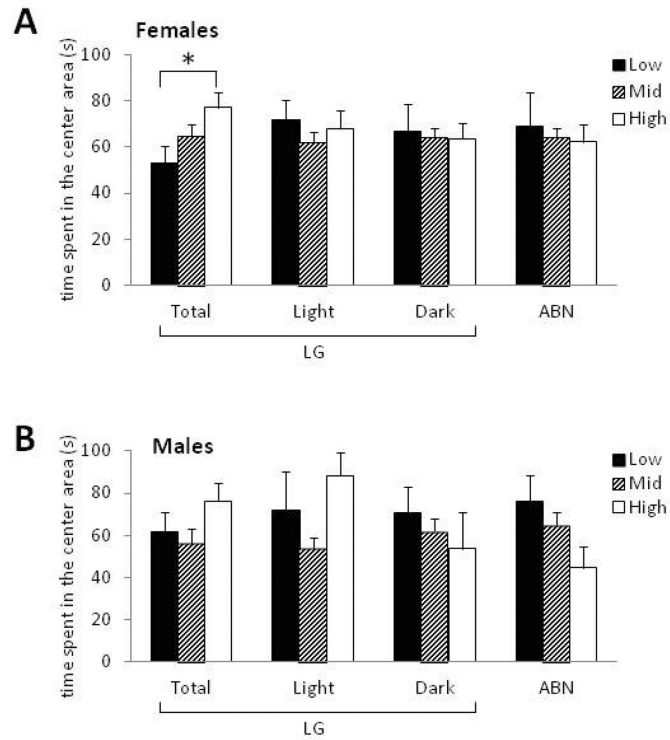 A
Females
time spent in the center area (s)
100
80
60
40
20
0
*
Low
Mid
High
Total Light Dark ABN
LG
B
Males
time spent in the center area (s)
100
80
60
40
20
0
Low
Mid
High
Total Light Dark ABN
LG